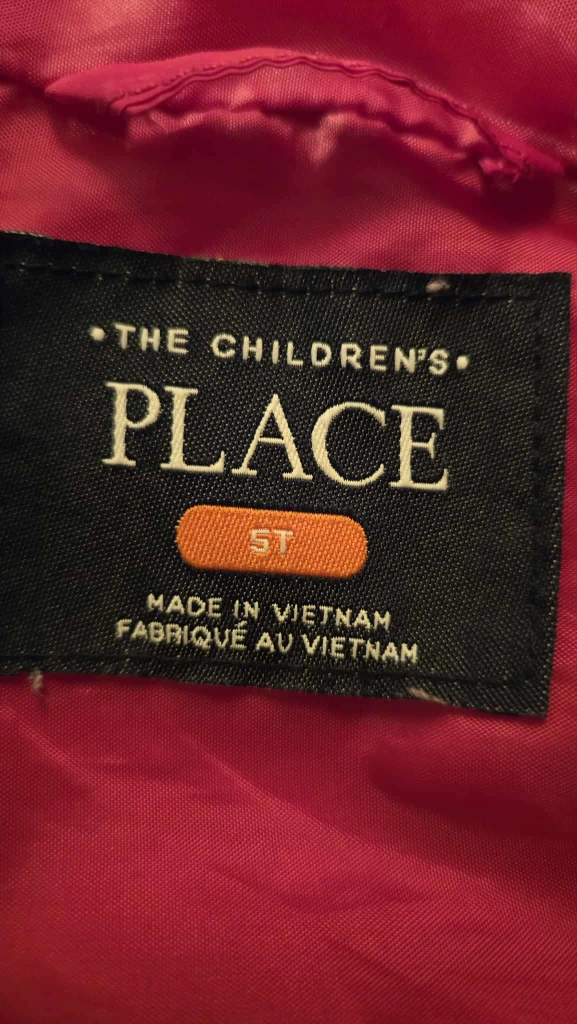 •THE CHILDREN'S•
PLACE
5T
MADE IN VIETNAM
FABRIQUÉ AU VIETNAM